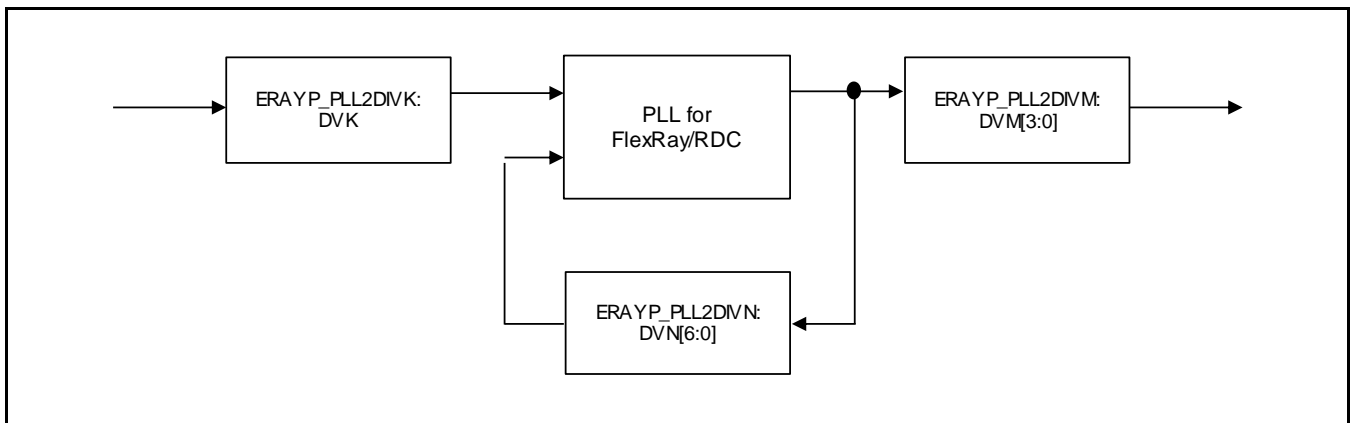 ERAYP_PLL2DIVK:
DVK
PLL for
FlexRay/RDC
ERAYP_PLL2DIVM:
DVM[3:0]
ERAYP_PLL2DIVN:
DVN[6:0]